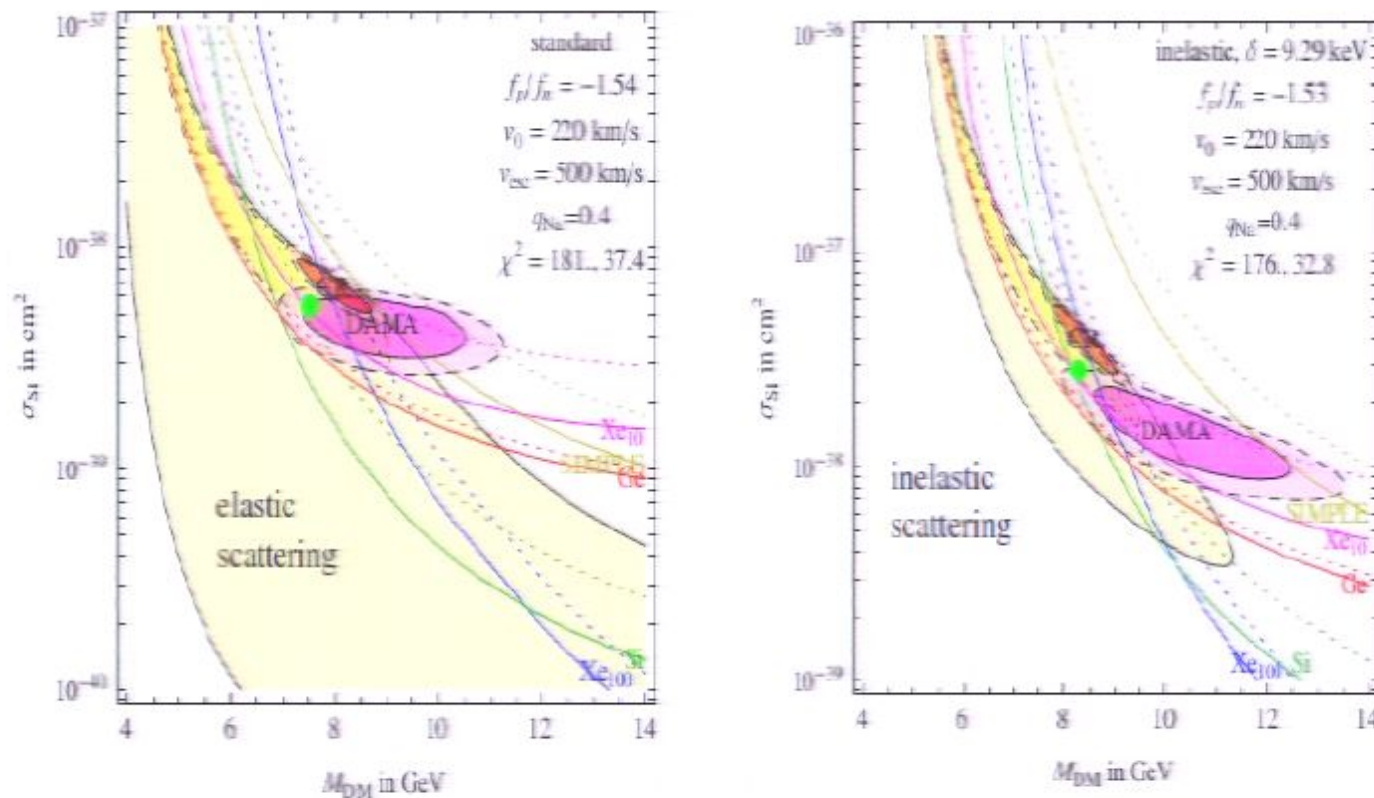 10⁻³⁷
standard
f_p/f_n = −1.54
v₀ = 220 km/s
v_esc = 500 km/s
q_Na=0.4
χ² = 181., 37.4
10⁻³⁸
DAMA
σ_SI in cm²
Xe₁₀
SIMPLE
Ge
10⁻³⁹
elastic
scattering
Si
Xe₁₀₀
10⁻⁴⁰
4 6 8 10 12 14
M_DM in GeV
10⁻³⁶
inelastic, δ = 9.29 keV
f_p/f_n = −1.53
v₀ = 220 km/s
v_esc = 500 km/s
q_Na=0.4
χ² = 176., 32.8
10⁻³⁷
σ_SI in cm²
DAMA
10⁻³⁸
inelastic
scattering
SIMPLE
Xe₁₀
Ge
Xe₁₀₀
Si
10⁻³⁹
4 6 8 10 12 14
M_DM in GeV